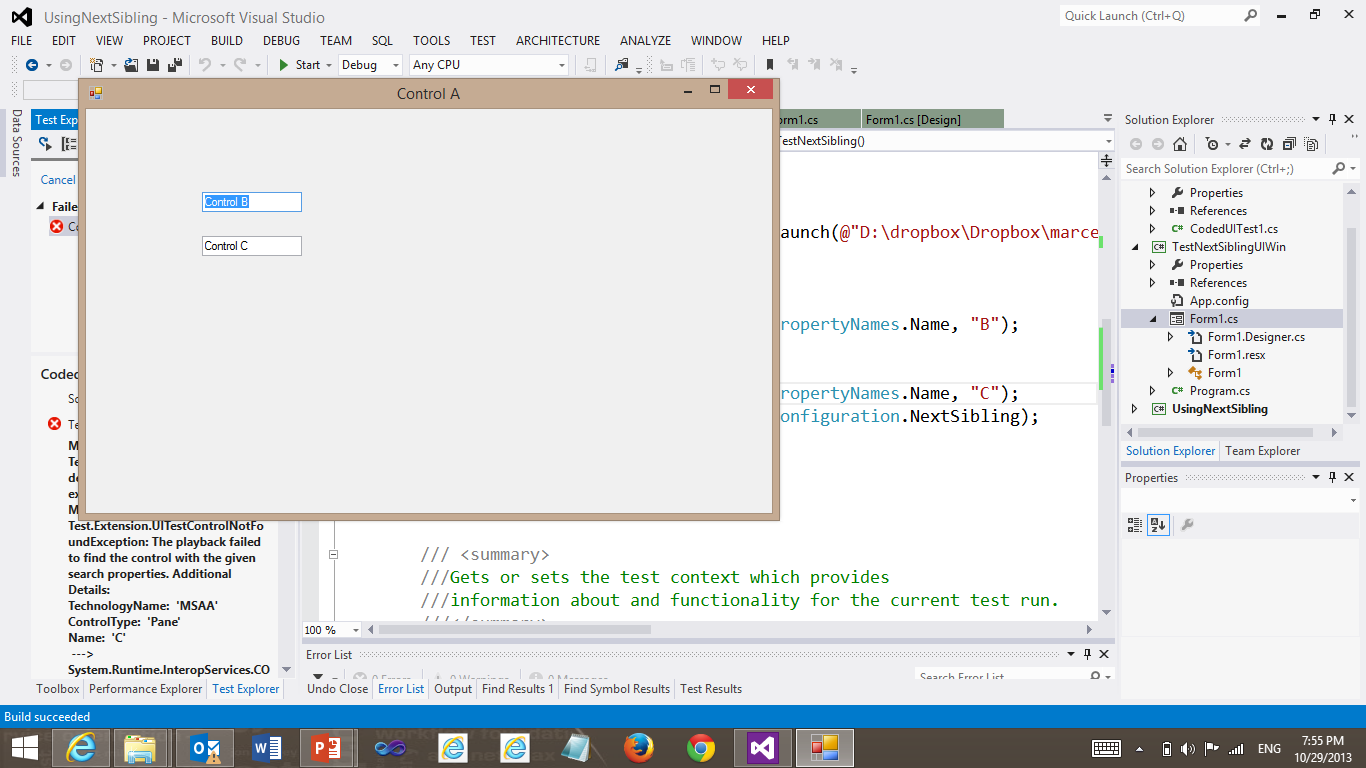 UsingNextSibling - Microsoft Visual Studio
Quick Launch (Ctrl+Q)
FILE EDIT VIEW PROJECT BUILD DEBUG TEAM SQL TOOLS TEST ARCHITECTURE ANALYZE WINDOW HELP
Start Debug Any CPU
Control A
Control B
Control C
Data Sources
Test Exp
Cancel
Faile
Co
Coded
So
Te
M
Te
de
ex
M
Test.Extension.UITestControlNotFo
undException: The playback failed
to find the control with the given
search properties. Additional
Details:
TechnologyName: 'MSAA'
ControlType: 'Pane'
Name: 'C'
--->
System.Runtime.InteropServices.CO
Toolbox Performance Explorer Test Explorer
orm1.cs Form1.cs [Design]
TestNextSibling()
aunch(@"D:\dropbox\Dropbox\marce
ropertyNames.Name, "B");
ropertyNames.Name, "C");
onfiguration.NextSibling);
/// <summary>
///Gets or sets the test context which provides
///information about and functionality for the current test run.
///</summary>
100 %
Error List
0 Errors 0 Warnings 0 Messages Search Error List
Undo Close Error List Output Find Results 1 Find Symbol Results Test Results
Solution Explorer
Search Solution Explorer (Ctrl+;)
Properties
References
CodedUITest1.cs
TestNextSiblingUIWin
Properties
References
App.config
Form1.cs
Form1.Designer.cs
Form1.resx
Form1
Program.cs
UsingNextSibling
Solution Explorer Team Explorer
Properties
Build succeeded
ENG
7:55 PM
10/29/2013